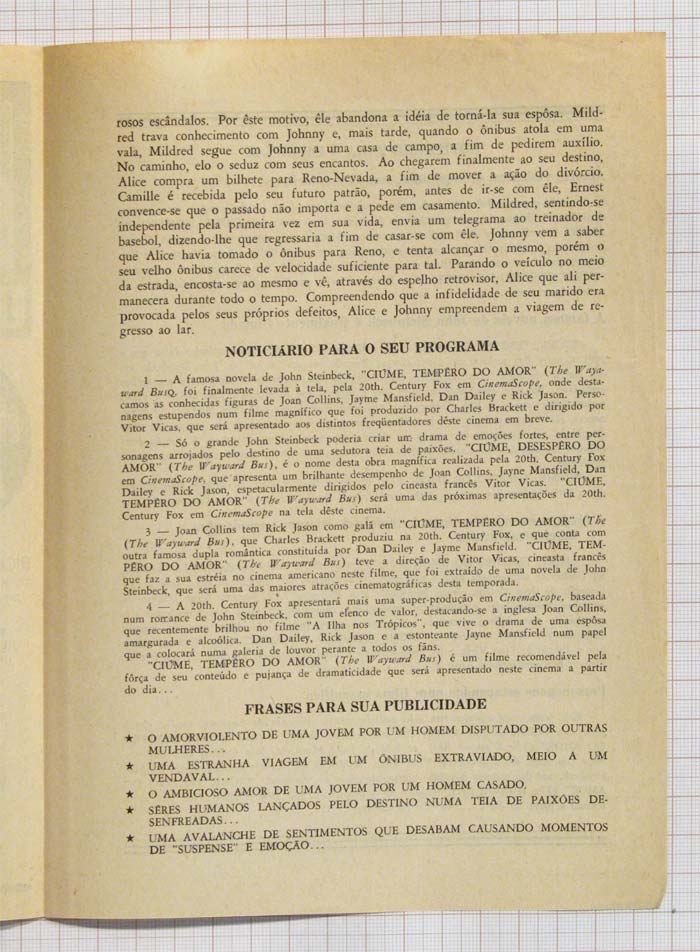 rosos escândalos. Por êste motivo, êle abandona a idéia de torná-la sua espôsa. Mild-
red trava conhecimento com Johnny e, mais tarde, quando o ônibus atola em uma
vala, Mildred segue com Johnny a uma casa de campo, a fim de pedirem auxílio.
No caminho, elo o seduz com seus encantos. Ao chegarem finalmente ao seu destino,
Alice compra um bilhete para Reno-Nevada, a fim de mover a ação do divórcio.
Camille é recebida pelo seu futuro patrão, porém, antes de ir-se com êle, Ernest
convence-se que o passado não importa e a pede em casamento. Mildred, sentindo-se
independente pela primeira vez em sua vida, envia um telegrama ao treinador de
basebol, dizendo-lhe que regressaria a fim de casar-se com êle. Johnny vem a saber
que Alice havia tomado o ônibus para Reno, e tenta alcançar o mesmo, porém o
seu velho ônibus carece de velocidade suficiente para tal. Parando o veículo no meio
da estrada, encosta-se ao mesmo e vê, através do espelho retrovisor, Alice que ali per-
manecera durante todo o tempo. Compreendendo que a infidelidade de seu marido era
provocada pelos seus próprios defeitos, Alice e Johnny empreendem a viagem de re-
gresso ao lar.
NOTICIÁRIO PARA O SEU PROGRAMA
1 — A famosa novela de John Steinbeck, "CIÚME, TEMPÊRO DO AMOR" (The Waya-
ward BusQ, foi finalmente levada à tela, pela 20th. Century Fox em CinemaScope, onde desta-
camos as conhecidas figuras de Joan Collins, Jayme Mansfield, Dan Dailey e Rick Jason. Perso-
nagens estupendos num filme magnífico que foi produzido por Charles Brackett e dirigido por
Vitor Vicas, que será apresentado aos distintos freqüentadores dêste cinema em breve.
2 — Só o grande John Steinbeck poderia criar um drama de emoções fortes, entre per-
sonagens arrojados pelo destino de uma sedutora teia de paixões. "CIÚME, DESESPÊRO DO
AMOR" (The Wayward Bus), é o nome desta obra magnífica realizada pela 20th, Century Fox
em CinemaScope, que apresenta um brilhante desempenho de Joan Collins, Jayne Mansfield, Dan
Dailey e Rick Jason, espetacularmente dirigidos pelo cineasta francês Vitor Vicas. "CIÚME,
TEMPÊRO DO AMOR" (The Wayward Bus) será uma das próximas apresentações da 20th.
Century Fox em CinemaScope na tela dêste cinema.
3 — Joan Collins tem Rick Jason como galã em "CIÚME, TEMPÊRO DO AMOR" (The
(The Wayward Bus), que Charles Brackett produziu na 20th. Century Fox, e que conta com
outra famosa dupla romântica constituída por Dan Dailey e Jayne Mansfield. "CIÚME, TEM-
PÊRO DO AMOR" (The Wayward Bus) teve a direção de Vitor Vicas, cineasta francês
que faz a sua estréia no cinema americano neste filme, que foi extraído de uma novela de John
Steinbeck, que será uma das maiores atrações cinematográficas desta temporada.
4 — A 20th. Century Fox apresentará mais uma super-produção em CinemaScope, baseada
num romance de John Steinbeck, com um elenco de valor, destacando-se a inglesa Joan Collins,
que recentemente brilhou no filme "A Ilha nos Trópicos", que vive o drama de uma espôsa
amargurada e alcoólica. Dan Dailey, Rick Jason e a estonteante Jayne Mansfield num papel
que a colocará numa galeria de louvor perante a todos os fãns.
"CIÚME, TEMPÊRO DO AMOR" (The Wayward Bus) é um filme recomendável pela
fôrça de seu conteúdo e pujança de dramaticidade que será apresentado neste cinema a partir
do dia...
FRASES PARA SUA PUBLICIDADE
★ O AMORVIOLENTO DE UMA JOVEM POR UM HOMEM DISPUTADO POR OUTRAS
MULHERES...
★ UMA ESTRANHA VIAGEM EM UM ÔNIBUS EXTRAVIADO, MEIO A UM
VENDAVAL...
★ O AMBICIOSO AMOR DE UMA JOVEM POR UM HOMEM CASADO.
★ SÊRES HUMANOS LANÇADOS PELO DESTINO NUMA TEIA DE PAIXÕES DE-
SENFREADAS...
★ UMA AVALANCHE DE SENTIMENTOS QUE DESABAM CAUSANDO MOMENTOS
DE "SUSPENSE" E EMOÇÃO...